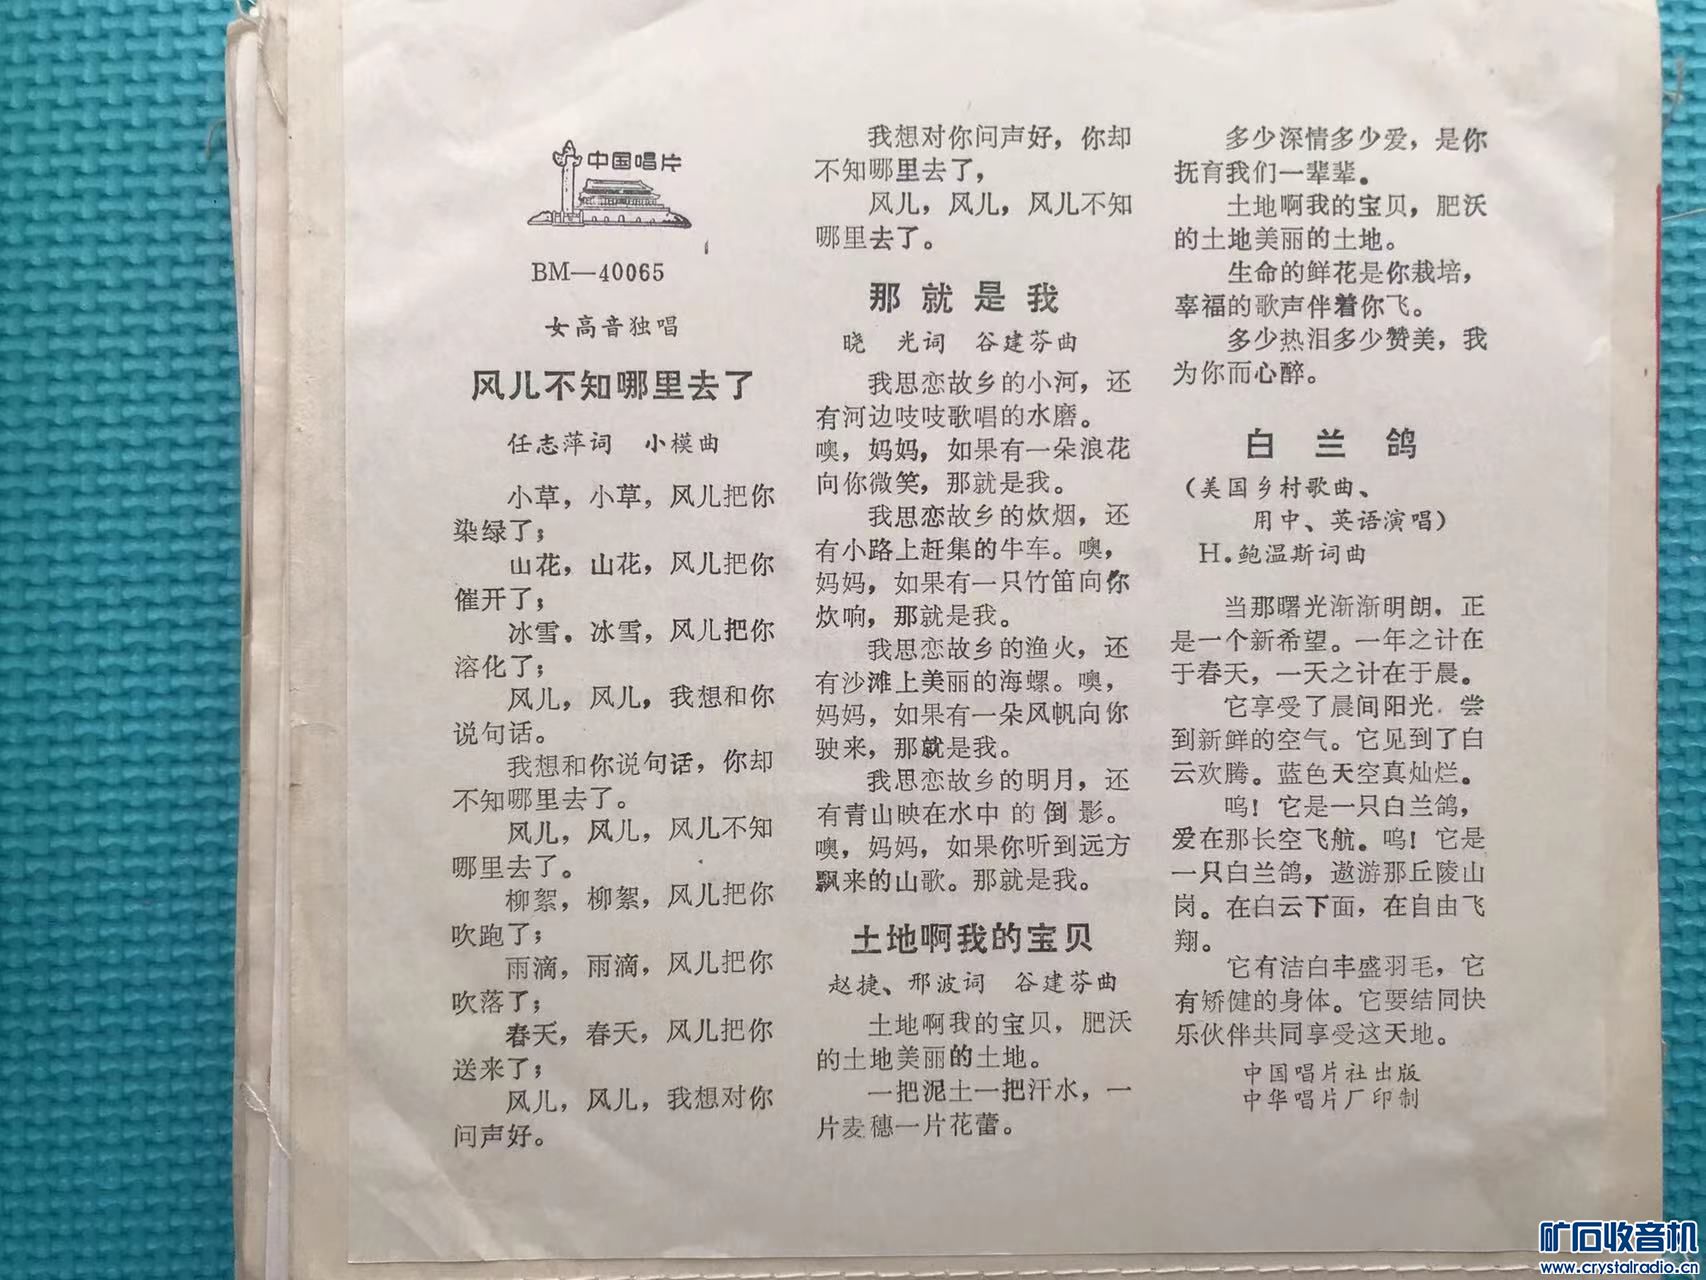 中国唱片
BM—40065
女高音独唱
风儿不知哪里去了
任志萍词 小模曲
小草，小草，风儿把你
染绿了；
山花，山花，风儿把你
催开了；
冰雪．冰雪，风儿把你
溶化了；
风儿，风儿，我想和你
说句话。
我想和你说句话，你却
不知哪里去了。
风儿，风儿，风儿不知
哪里去了。
柳絮，柳絮，风儿把你
吹跑了；
雨滴，雨滴，风儿把你
吹落了；
春天，春天，风儿把你
送来了；
风儿，风儿，我想对你
问声好。
我想对你问声好，你却
不知哪里去了，
风儿，风儿，风儿不知
哪里去了。
那就是我
晓 光词 谷建芬曲
我思恋故乡的小河，还
有河边吱吱歌唱的水磨。
噢，妈妈，如果有一朵浪花
向你微笑，那就是我。
我思恋故乡的炊烟，还
有小路上赶集的牛车。噢，
妈妈，如果有一只竹笛向你
炊响，那就是我。
我思恋故乡的渔火，还
有沙滩上美丽的海螺。噢，
妈妈，如果有一朵风帆向你
驶来，那就是我。
我思恋故乡的明月，还
有青山映在水中的倒影。
噢，妈妈，如果你听到远方
飘来的山歌。那就是我。
土地啊我的宝贝
赵捷、邢波词 谷建芬曲
土地啊我的宝贝，肥沃
的土地美丽的土地。
一把泥土一把汗水，一
片麦穗一片花蕾。
多少深情多少爱，是你
抚育我们一辈辈．
土地啊我的宝贝，肥沃
的土地美丽的土地。
生命的鲜花是你栽培，
辜福的歌声伴着你飞。
多少热泪多少赞美，我
为你而心醉。
白兰鸽
（美国乡村歌曲、
用中、英语演唱）
H.鲍温斯词曲
当那曙光渐渐明朗，正
是一个新希望。一年之计在
于春天，一天之计在于晨。
它享受了晨间阳光．尝
到新鲜的空气。它见到了白
云欢腾。蓝色天空真灿烂。
呜！它是一只白兰鸽，
爱在那长空飞航。呜！它是
一只白兰鸽，遨游那丘陵山
岗。在白云下面，在自由飞
翔。
它有洁白丰盛羽毛，它
有矫健的身体。它要结同快
乐伙伴共同享受这天地。
中国唱片社出版
中华唱片厂印制
矿石收音机
www.crystalradio.cn